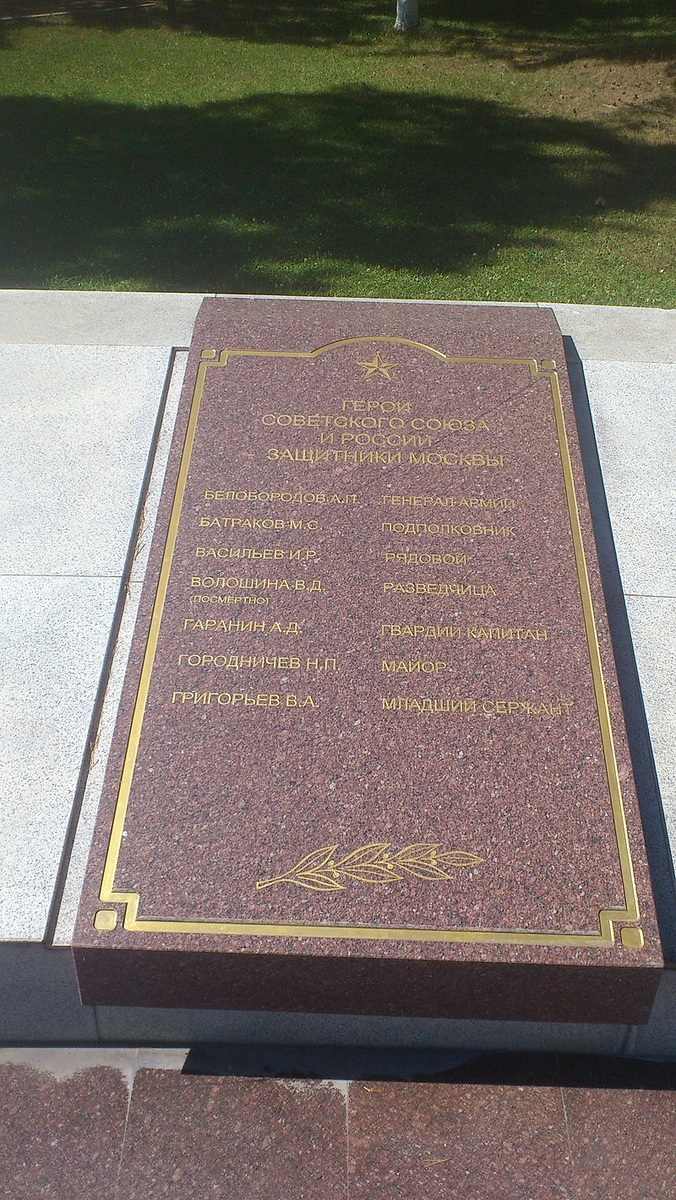 ГЕРОИ
СОВЕТСКОГО СОЮЗА
И РОССИИ
- ЗАЩИТНИКИ МОСКВЫ
БЕЛОБОРОДОВ А.П. ГЕНЕРАЛ АРМИИ
БАТРАКОВ М.С. ПОДПОЛКОВНИК
ВАСИЛЬЕВ И.Р. РЯДОВОЙ
ВОЛОШИНА В.Д. РАЗВЕДЧИЦА
(ПОСМЕРТНО)
ГАРАНИН А.Д. ГВАРДИИ КАПИТАН
ГОРОДНИЧЕВ Н.П. МАЙОР
ГРИГОРЬЕВ В.А. МЛАДШИЙ СЕРЖАНТ